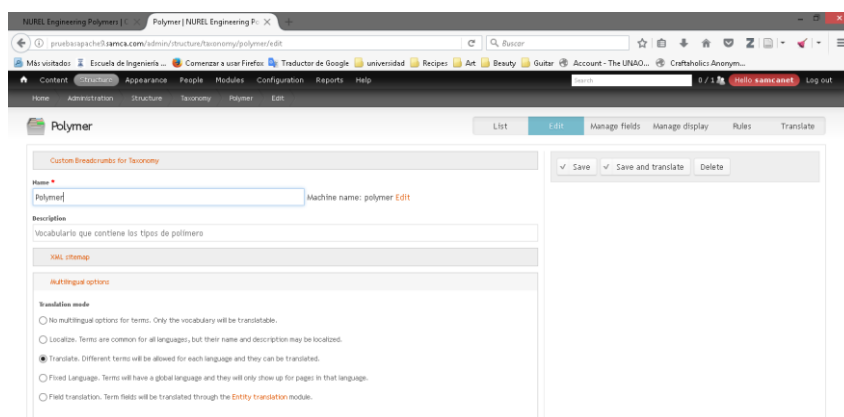 NUREL Engineering Polymers | C
Polymer | NUREL Engineering Po
pruebasapache9.samca.com/admin/structure/taxonomy/polymer/edit
Buscar
Más visitados Escuela de Ingeniería ... Comenzar a usar Firefox Traductor de Google universidad Recipes Art Beauty Guitar Account - The UNAO... Craftaholics Anonym...
Content Structure Appearance People Modules Configuration Reports Help
Search
0 / 1
Hello samcanet Log out
Home Administration Structure Taxonomy Polymer Edit
Polymer
List Edit Manage fields Manage display Rules Translate
Custom Breadcrumbs for Taxonomy
Save Save and translate Delete
Name *
Polymer
Machine name: polymer Edit
Description
Vocabulario que contiene los tipos de polímero
XML sitemap
Multilingual options
Translation mode
No multilingual options for terms. Only the vocabulary will be translatable.
Localize. Terms are common for all languages, but their name and description may be localized.
Translate. Different terms will be allowed for each language and they can be translated.
Fixed Language. Terms will have a global language and they will only show up for pages in that language.
Field translation. Term fields will be translated through the Entity translation module.